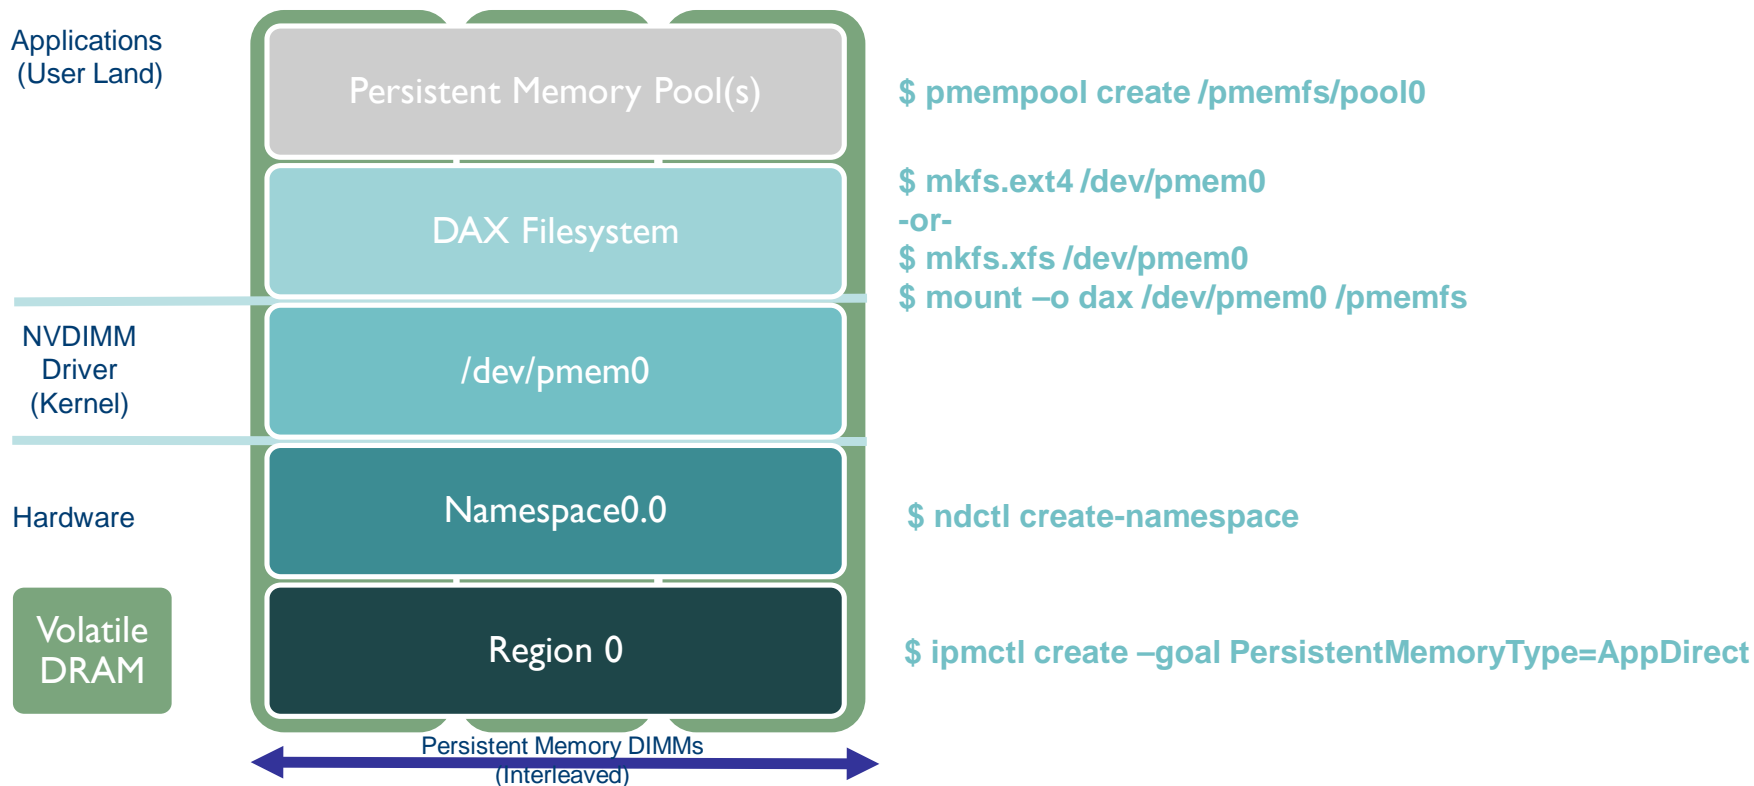 Applications
(User Land)
Persistent Memory Pool(s)
$ pmempool create /pmemfs/pool0
DAX Filesystem
$ mkfs.ext4 /dev/pmem0
-or-
$ mkfs.xfs /dev/pmem0
$ mount –o dax /dev/pmem0 /pmemfs
NVDIMM
Driver
(Kernel)
/dev/pmem0
Hardware
Namespace0.0
$ ndctl create-namespace
Volatile
DRAM
Region 0
$ ipmctl create –goal PersistentMemoryType=AppDirect
Persistent Memory DIMMs
(Interleaved)